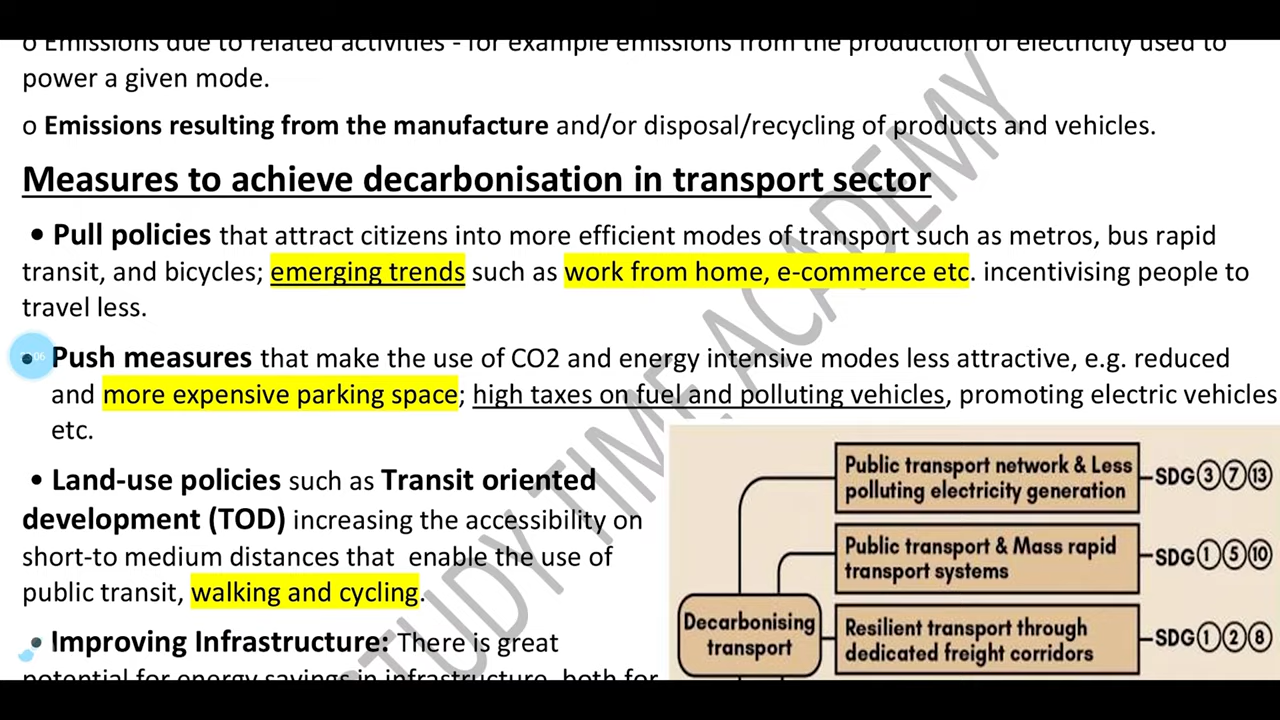 o Emissions due to related activities - for example emissions from the production of electricity used to
power a given mode.
o Emissions resulting from the manufacture and/or disposal/recycling of products and vehicles.
Measures to achieve decarbonisation in transport sector
• Pull policies that attract citizens into more efficient modes of transport such as metros, bus rapid
transit, and bicycles; emerging trends such as work from home, e-commerce etc. incentivising people to
travel less.
• Push measures that make the use of CO2 and energy intensive modes less attractive, e.g. reduced
and more expensive parking space; high taxes on fuel and polluting vehicles, promoting electric vehicles
etc.
• Land-use policies such as Transit oriented
development (TOD) increasing the accessibility on
short-to medium distances that enable the use of
public transit, walking and cycling.
• Improving Infrastructure: There is great
potential for energy savings in infrastructure, both for
Decarbonising
transport
Public transport network & Less
polluting electricity generation
SDG 3 7 13
Public transport & Mass rapid
transport systems
SDG 1 5 10
Resilient transport through
dedicated freight corridors
SDG 1 2 8
STUDY TIME ACADEMY